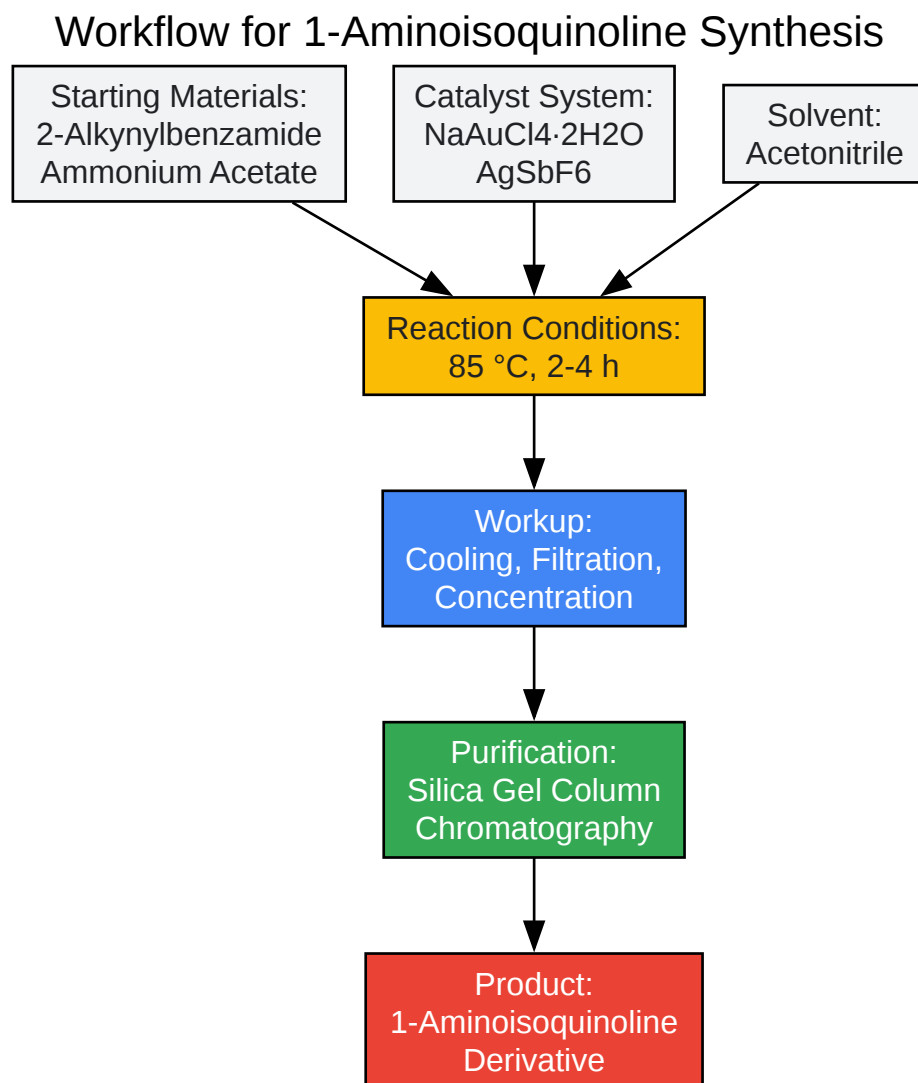 Workflow for 1-Aminoisoquinoline Synthesis
Starting Materials:
2-Alkynylbenzamide
Ammonium Acetate
Catalyst System:
NaAuCl4·2H2O
AgSbF6
Solvent:
Acetonitrile
Reaction Conditions:
85 °C, 2-4 h
Workup:
Cooling, Filtration,
Concentration
Purification:
Silica Gel Column
Chromatography
Product:
1-Aminoisoquinoline
Derivative